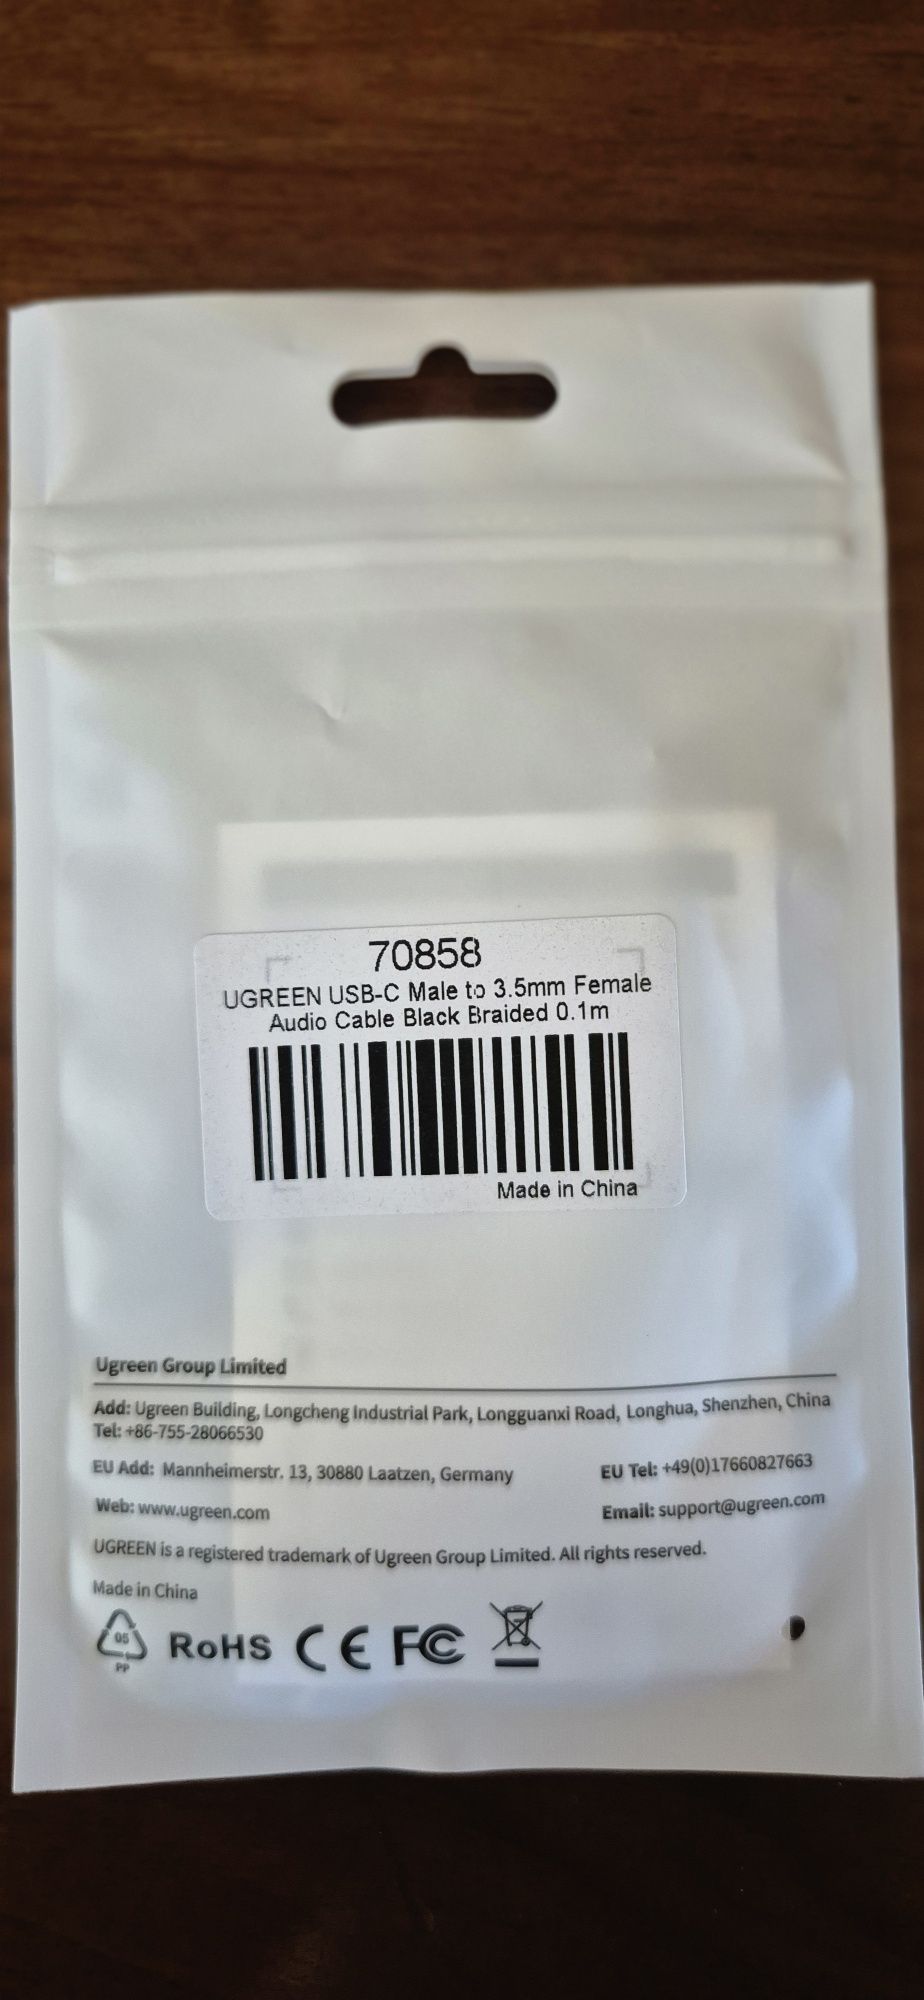 70858
UGREEN USB-C Male to 3.5mm Female
Audio Cable Black Braided 0.1m
Made in China
Ugreen Group Limited
Add: Ugreen Building, Longcheng Industrial Park, Longguanxi Road, Longhua, Shenzhen, China
Tel: +86-755-28066530
EU Add: Mannheimerstr. 13, 30880 Laatzen, Germany
EU Tel: +49(0)17660827663
Web: www.ugreen.com
Email: support@ugreen.com
UGREEN is a registered trademark of Ugreen Group Limited. All rights reserved.
Made in China
05
PP
RoHS CE FC